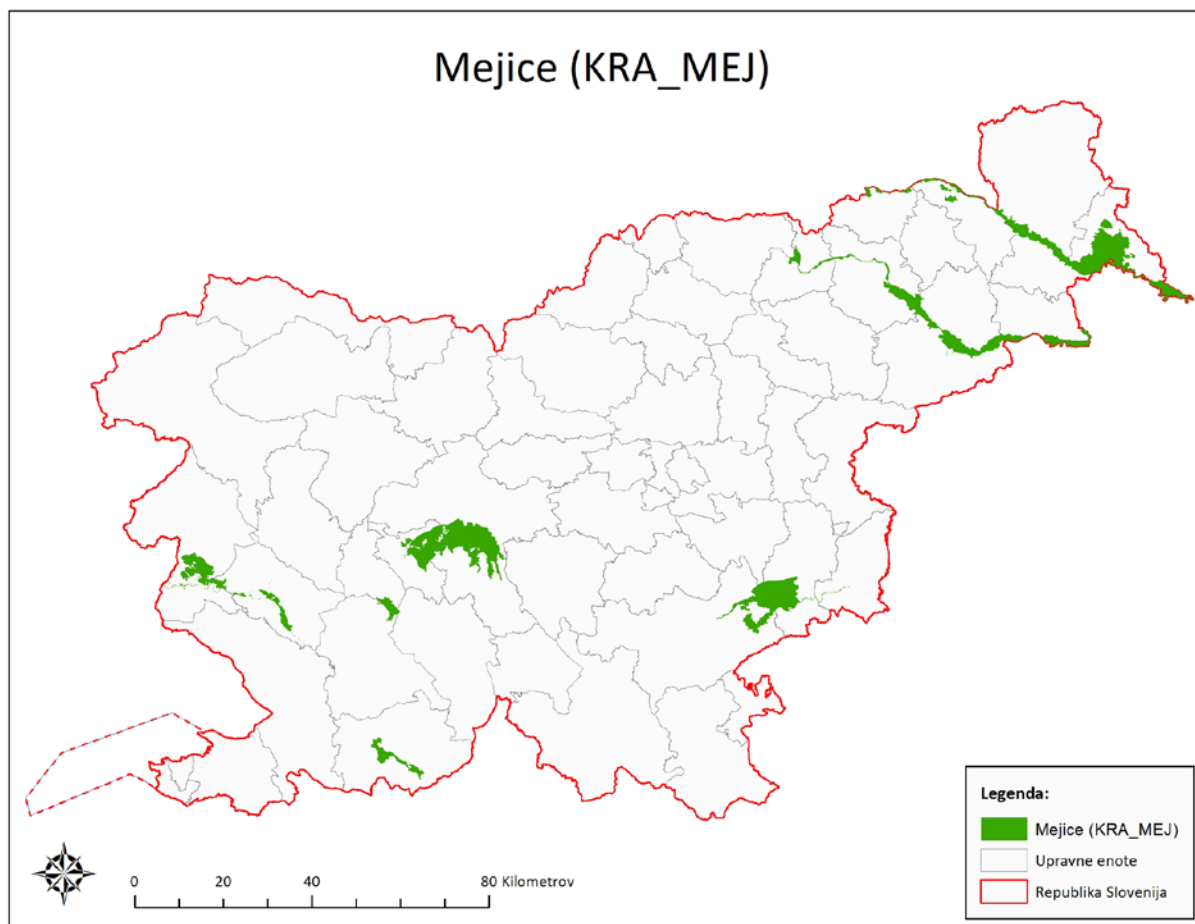 Mejice (KRA_MEJ)
Legenda:
Mejice (KRA_MEJ)
Upravne enote
Republika Slovenija
0 20 40 80 Kilometrov